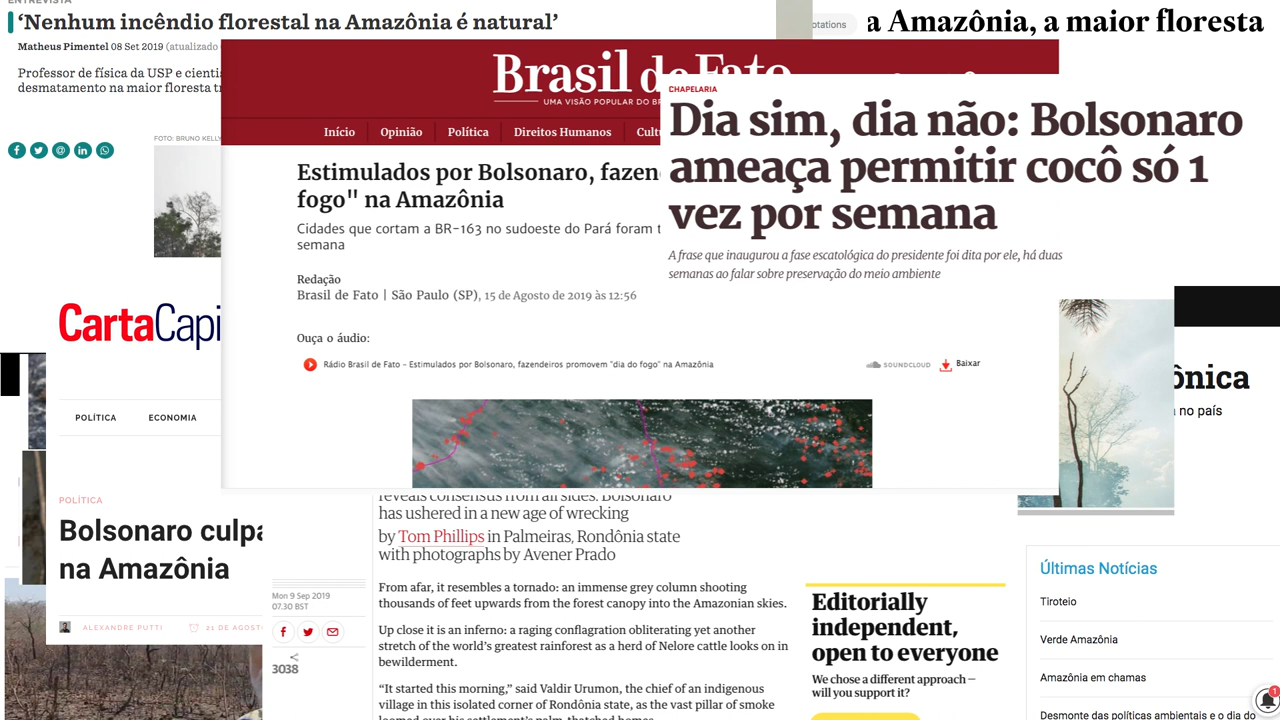 ENTREVISTA
'Nenhum incêndio florestal na Amazônia é natural'
Matheus Pimentel 08 Set 2019 (atualizado
Professor de física da USP e
desmatamento na maior floresta
FOTO: BRUNO KELLY
a Amazônia, a maior floresta
Brasil de Fato
UMA VISÃO POPULAR DO
Início
Opinião
Política
Direitos Humanos
Estimulados por Bolsonaro,
fogo" na Amazônia
Cidades que cortam a BR-163 no sudoeste do Pará foram
semana
Redação
Brasil de Fato | São Paulo (SP), 15 de Agosto de 2019 às 12:56
Ouça o áudio:
Rádio Brasil de Fato - Estimulados por Bolsonaro, fazendeiros promovem "dia do fogo" na Amazônia
SOUNDCLOUD
Baixar
CHAPELARIA
Dia sim, dia não: Bolsonaro
ameaça permitir cocô só 1
vez por semana
A frase que inaugurou a fase escatológica do presidente foi dita por ele, há duas
semanas ao falar sobre preservação do meio ambiente
CartaCapi
POLÍTICA
ECONOMIA
POLÍTICA
Bolsonaro culpa
na Amazônia
ALEXANDRE PUTTI
21 DE AGOSTO
ônica
no país
reveals consensus from all sides: Bolsonaro
has ushered in a new age of wrecking
by Tom Phillips in Palmeiras, Rondônia state
with photographs by Avener Prado
Mon 9 Sep 2019
07.30 BST
3038
From afar, it resembles a tornado: an immense grey column shooting
thousands of feet upwards from the forest canopy into the Amazonian skies.
Up close it is an inferno: a raging conflagration obliterating yet another
stretch of the world's greatest rainforest as a herd of Nelore cattle looks on in
bewilderment.
"It started this morning," said Valdir Urumon, the chief of an indigenous
village in this isolated corner of Rondônia state, as the vast pillar of smoke
loomed over his settlement's palm-thatched homes.
Editorially
independent,
open to everyone
We chose a different approach –
will you support it?
Últimas Notícias
Tiroteio
Verde Amazônia
Amazônia em chamas
Desmonte das políticas ambientais e o dia do
1